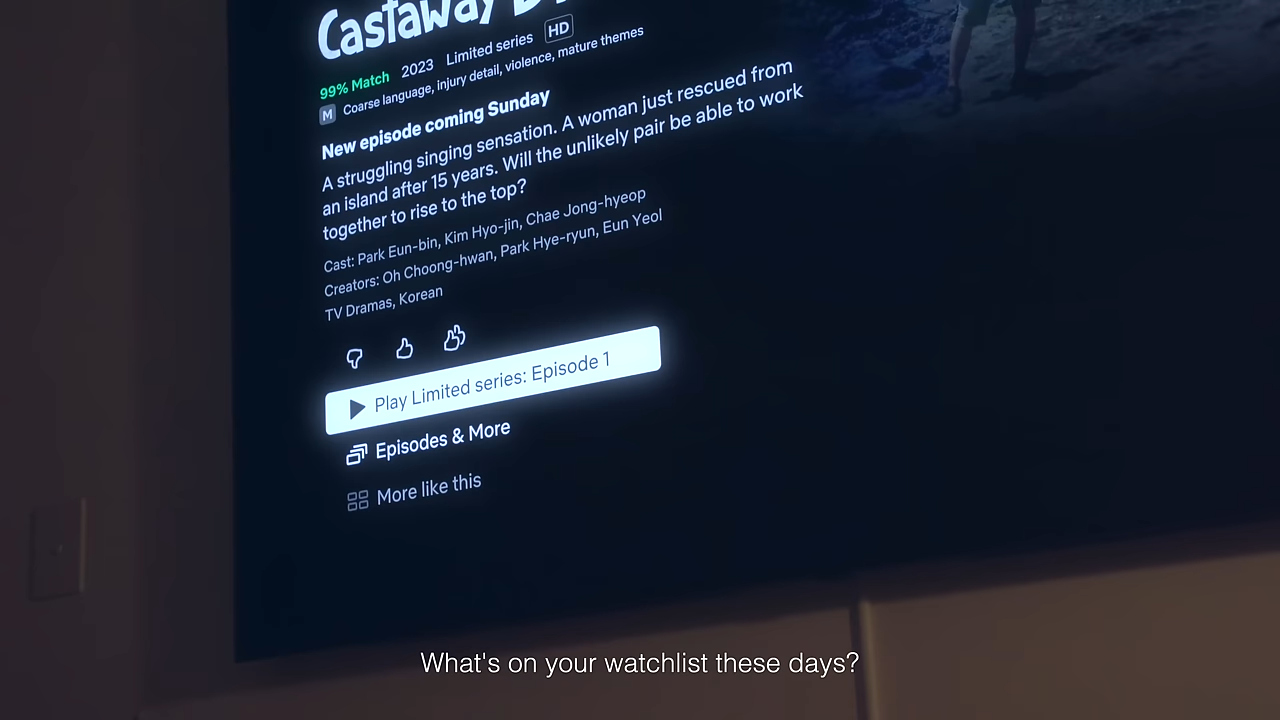 Castaway
99% Match 2023 Limited series HD
M Coarse language, injury detail, violence, mature themes
New episode coming Sunday
A struggling singing sensation. A woman just rescued from
an island after 15 years. Will the unlikely pair be able to work
together to rise to the top?
Cast: Park Eun-bin, Kim Hyo-jin, Chae Jong-hyeop
Creators: Oh Choong-hwan, Park Hye-ryun, Eun Yeol
TV Dramas, Korean
Play Limited series: Episode 1
Episodes & More
More like this
What's on your watchlist these days?